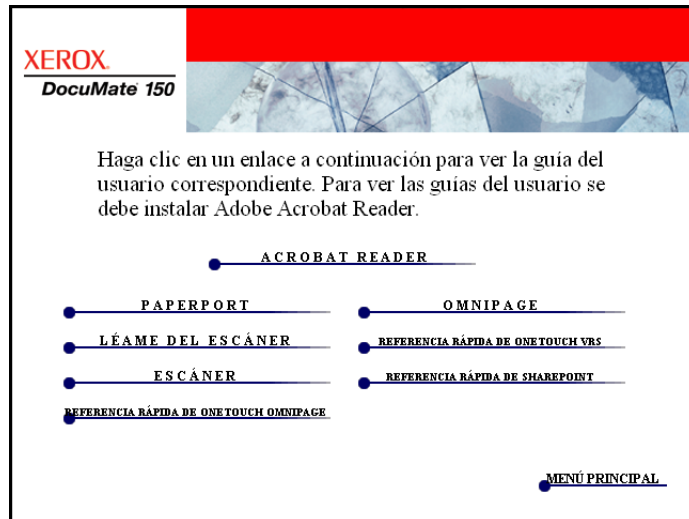 XEROX.
DocuMate 150
Haga clic en un enlace a continuación para ver la guía del
usuario correspondiente. Para ver las guías del usuario se
debe instalar Adobe Acrobat Reader.
ACROBAT READER
PAPERPORT
OMNIPAGE
LÉAME DEL ESCÁNER
REFERENCIA RÁPIDA DE ONETOUCH VRS
ESCÁNER
REFERENCIA RÁPIDA DE SHAREPOINT
REFERENCIA RÁPIDA DE ONETOUCH OMNIPAGE
MENÚ PRINCIPAL